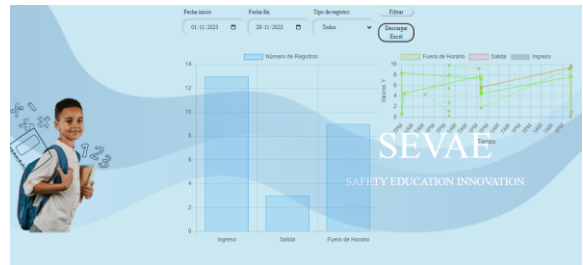 Fecha inicio:
Fecha fin
Tipo de registro:
Filtrar
01/11/2023
29/11/2023
Todos
Descargar
Excel
Número de Registros
14
12
10
8
6
4
2
0
Ingreso
Salida
Fuera de Horario
Fuera de Horario
Salida
Ingreso
Valores Y
10
8
6
4
2
0
Tiempo
SEVAE
SAFETY EDUCATION INNOVATION
123